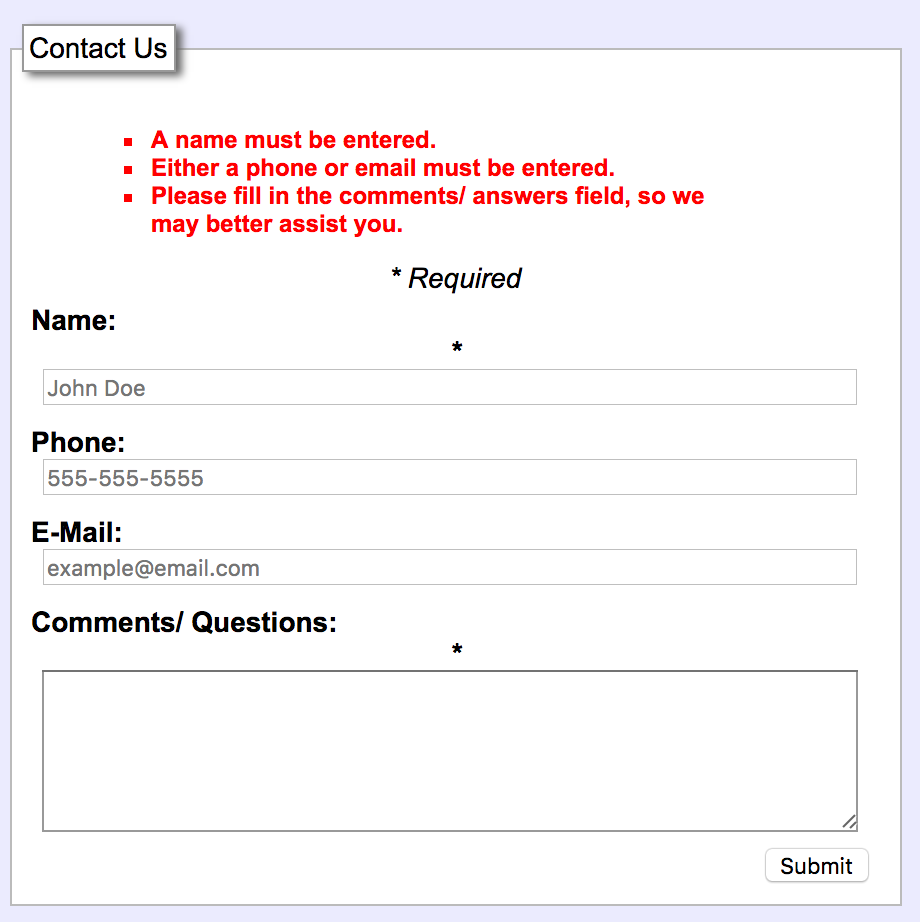 Contact Us
A name must be entered.
Either a phone or email must be entered.
Please fill in the comments/ answers field, so we
may better assist you.
* Required
Name:
*
John Doe
Phone:
555-555-5555
E-Mail:
example@email.com
Comments/ Questions:
*
Submit